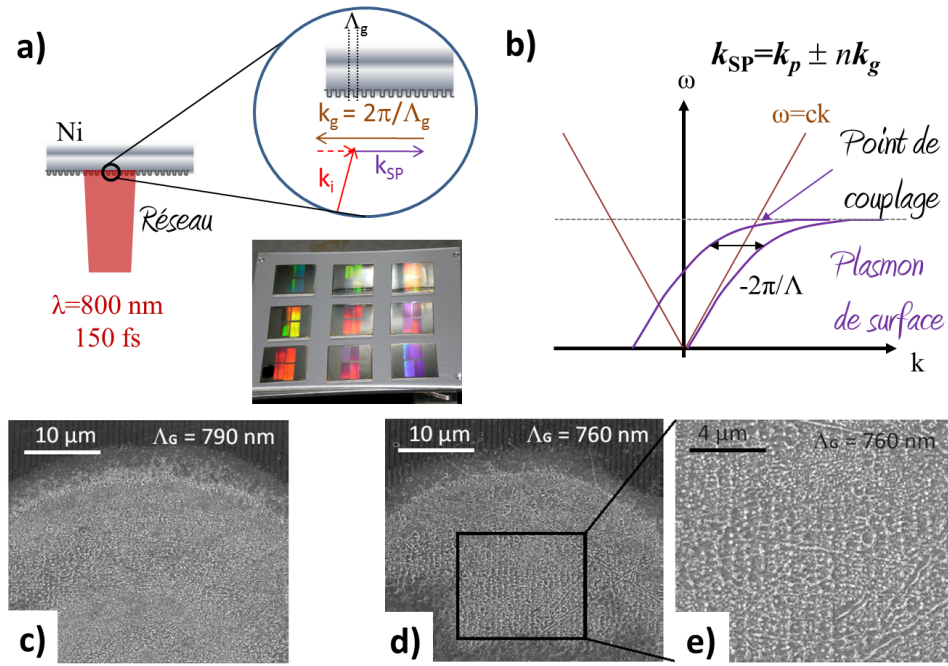 a)
Λg
Ni
kg = 2π/Λg
ki
kSP
Réseau
λ=800 nm
150 fs
b)
kSP=kp ± nkg
ω
ω=ck
Point de
couplage
-2π/Λ
Plasmon
de surface
k
10 µm
ΛG = 790 nm
c)
10 µm
ΛG = 760 nm
d)
4 µm
ΛG = 760 nm
e)